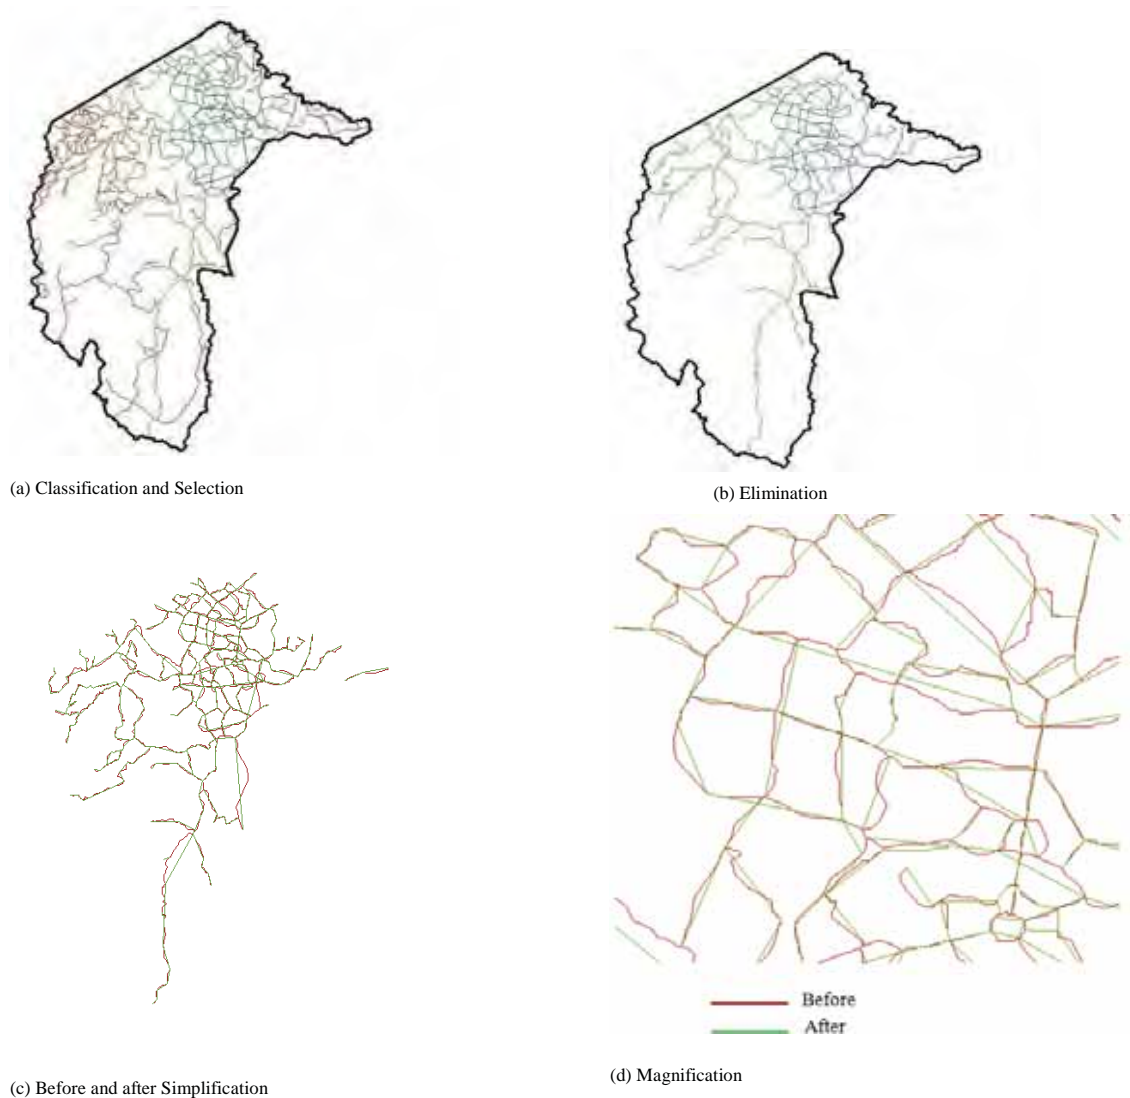 (a) Classification and Selection
(b) Elimination
Before
After
(c) Before and after Simplification
(d) Magnification